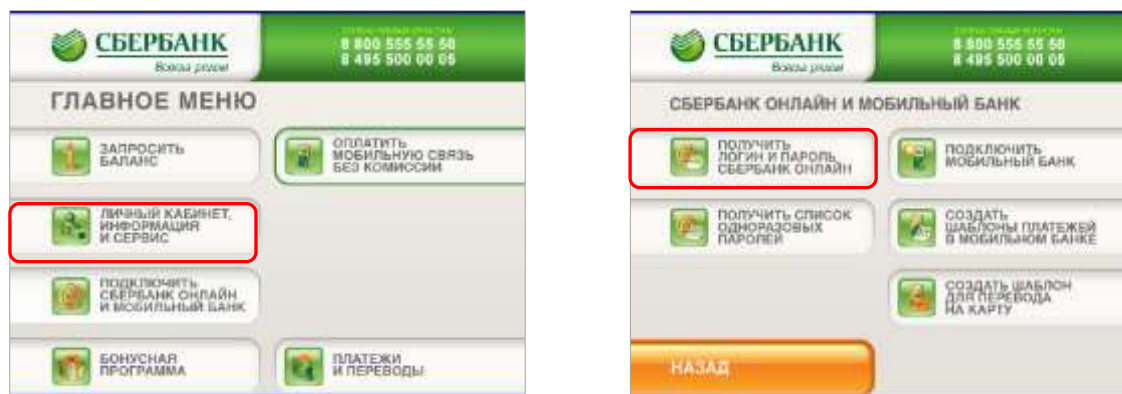 СБЕРБАНК
Всегда рядом
8 800 555 55 50
8 495 500 00 05
ГЛАВНОЕ МЕНЮ
ЗАПРОСИТЬ
БАЛАНС
ОПЛАТИТЬ
МОБИЛЬНУЮ СВЯЗЬ
БЕЗ КОМИССИИ
ЛИЧНЫЙ КАБИНЕТ,
ИНФОРМАЦИЯ
И СЕРВИС
ПОДКЛЮЧИТЬ
СБЕРБАНК ОНЛАЙН
И МОБИЛЬНЫЙ БАНК
БОНУСНАЯ
ПРОГРАММА
ПЛАТЕЖИ
И ПЕРЕВОДЫ
СБЕРБАНК
Всегда рядом
8 800 555 55 50
8 495 500 00 05
СБЕРБАНК ОНЛАЙН И МОБИЛЬНЫЙ БАНК
ПОЛУЧИТЬ
ЛОГИН И ПАРОЛЬ
СБЕРБАНК ОНЛАЙН
ПОДКЛЮЧИТЬ
МОБИЛЬНЫЙ БАНК
ПОЛУЧИТЬ СПИСОК
ОДНОРАЗОВЫХ
ПАРОЛЕЙ
СОЗДАТЬ
ШАБЛОНЫ ПЛАТЕЖЕЙ
В МОБИЛЬНОМ БАНКЕ
СОЗДАТЬ ШАБЛОН
ДЛЯ ПЕРЕВОДА
НА КАРТУ
НАЗАД